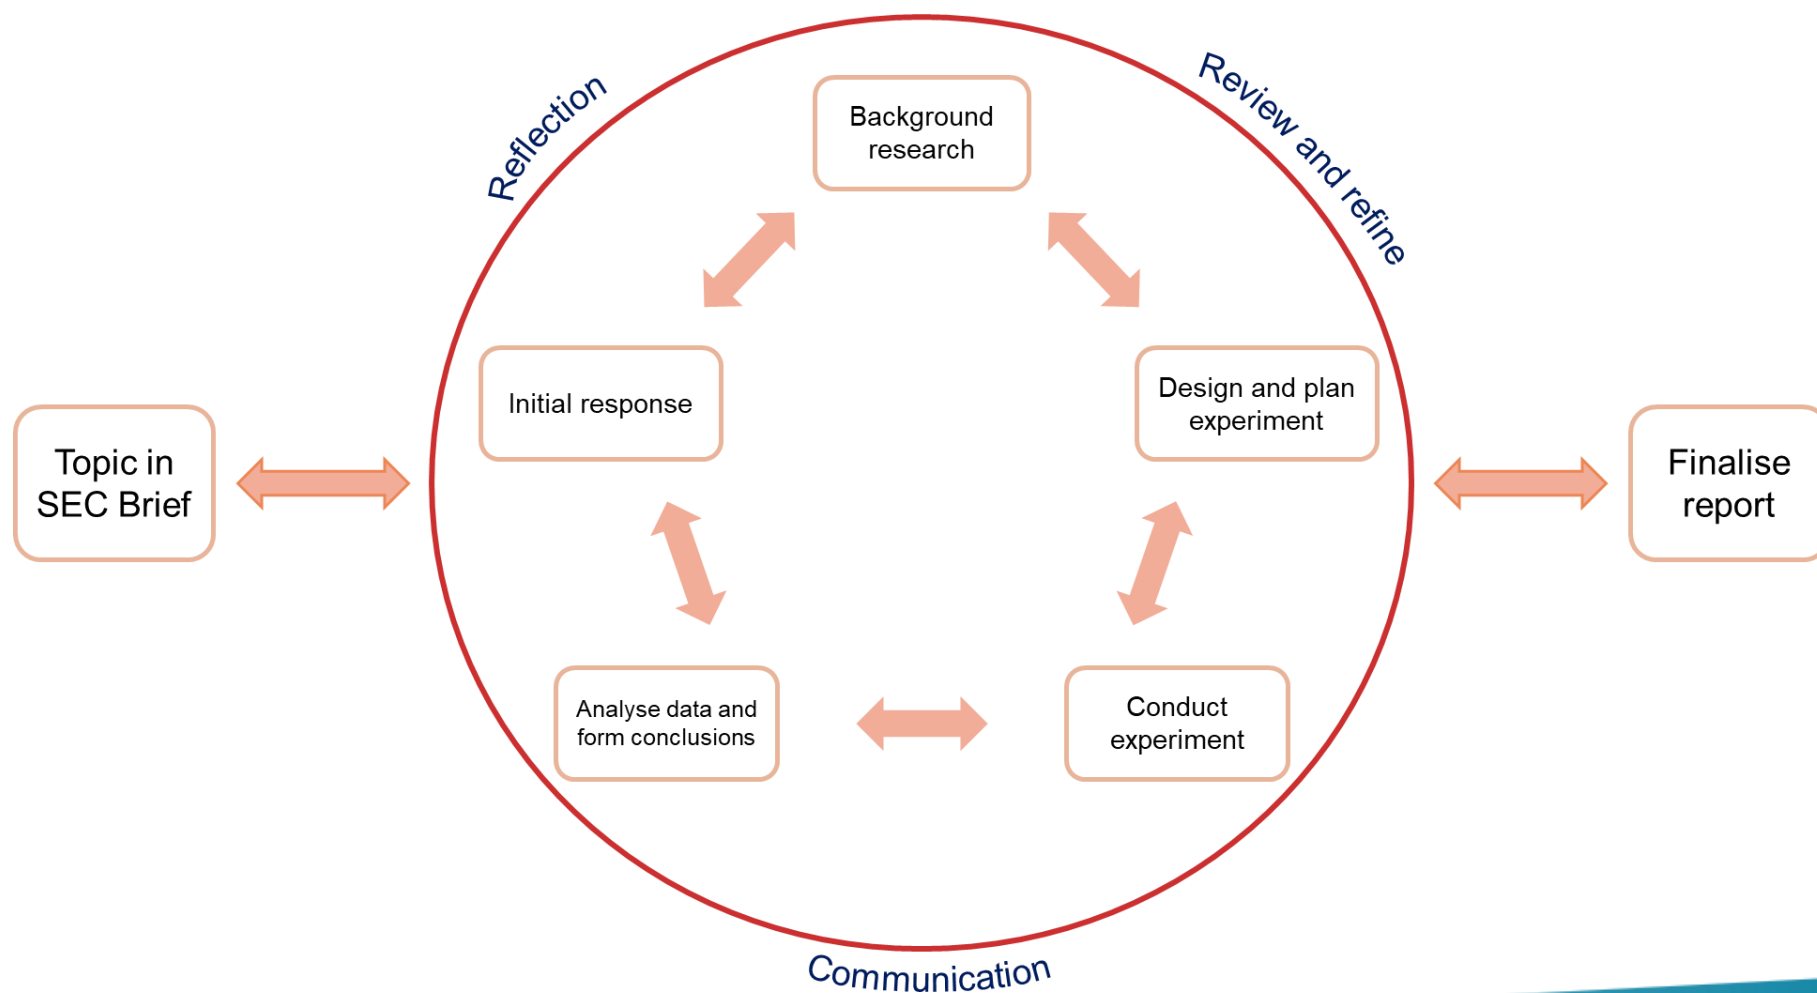 Reflection
Review and refine
Background
research
Initial response
Design and plan
experiment
Topic in
SEC Brief
Finalise
report
Analyse data and
form conclusions
Conduct
experiment
Communication